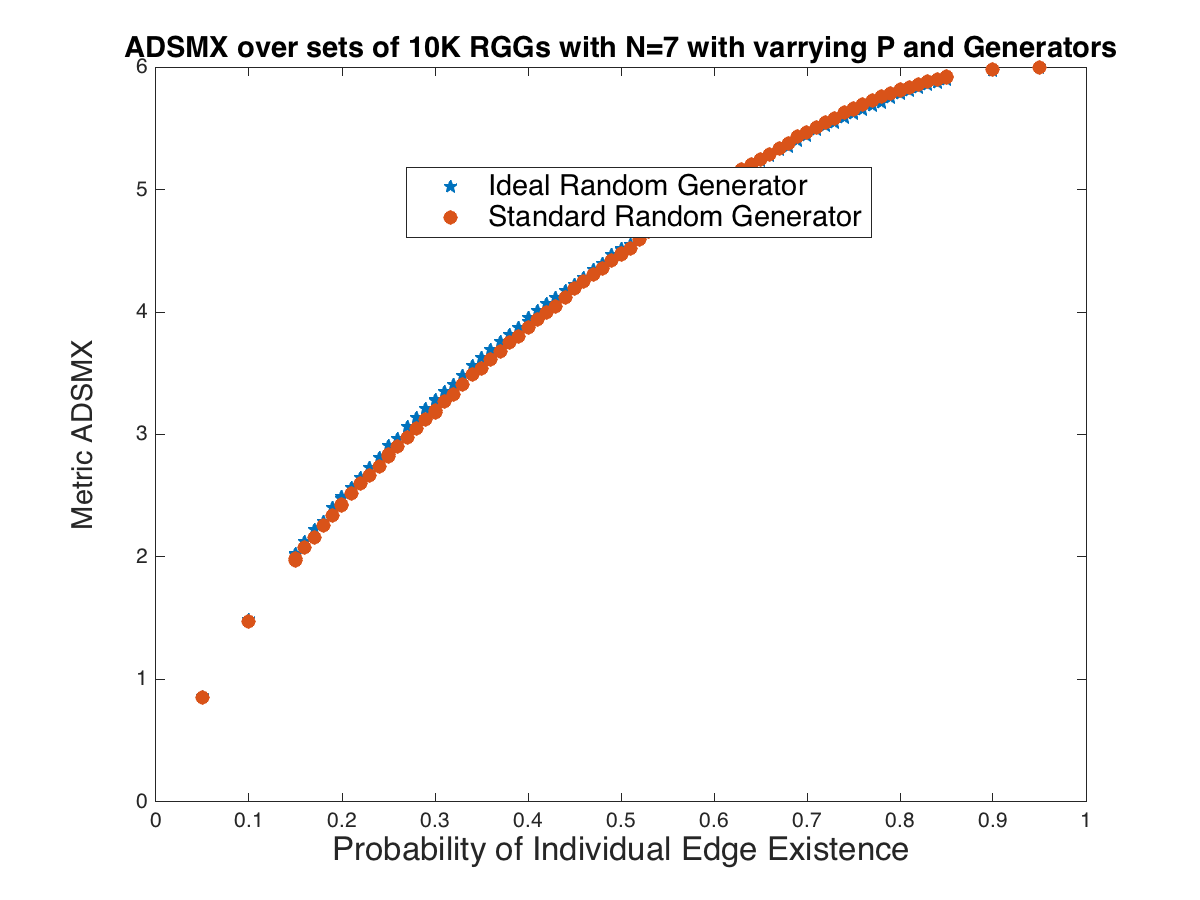 ADSMX over sets of 10K RGGs with N=7 with varrying P and Generators
6
5
4
3
2
1
0
Metric ADSMX
Ideal Random Generator
Standard Random Generator
0 0.1 0.2 0.3 0.4 0.5 0.6 0.7 0.8 0.9 1
Probability of Individual Edge Existence